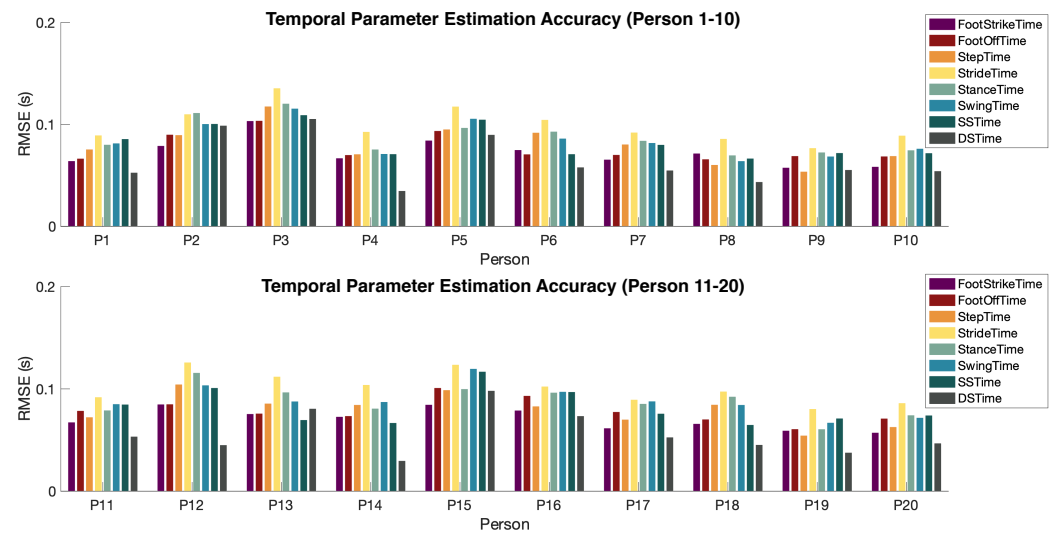 Temporal Parameter Estimation Accuracy (Person 1-10)
0.2
0.1
0
RMSE (s)
P1 P2 P3 P4 P5 P6 P7 P8 P9 P10
Person
FootStrikeTime
FootOffTime
StepTime
StrideTime
StanceTime
SwingTime
SSTime
DSTime
Temporal Parameter Estimation Accuracy (Person 11-20)
0.2
0.1
0
RMSE (s)
P11 P12 P13 P14 P15 P16 P17 P18 P19 P20
Person
FootStrikeTime
FootOffTime
StepTime
StrideTime
StanceTime
SwingTime
SSTime
DSTime